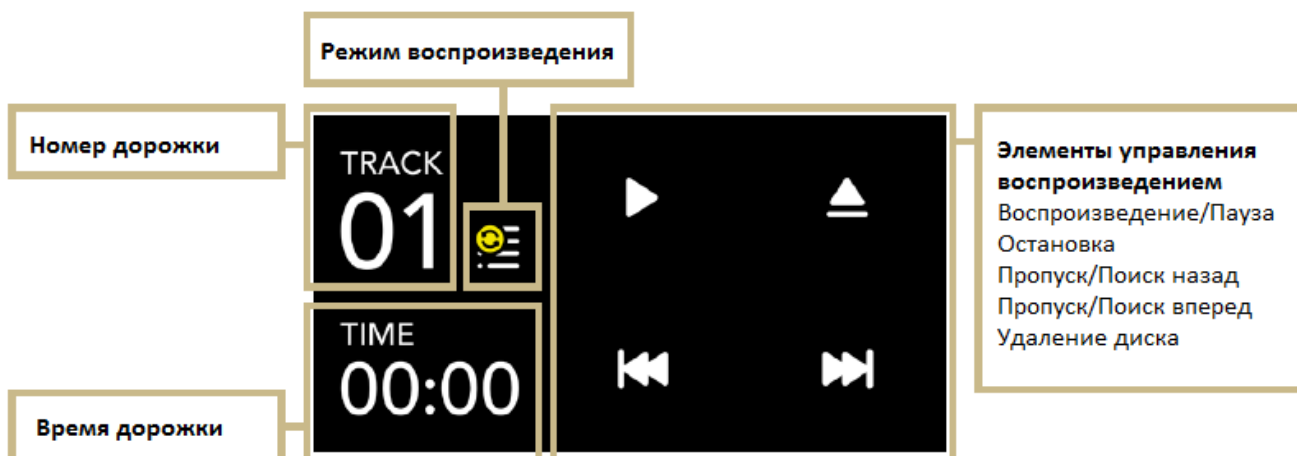 Режим воспроизведения
Номер дорожки
TRACK
01
TIME
00:00
Время дорожки
Элементы управления
воспроизведением
Воспроизведение/Пауза
Остановка
Пропуск/Поиск назад
Пропуск/Поиск вперед
Удаление диска